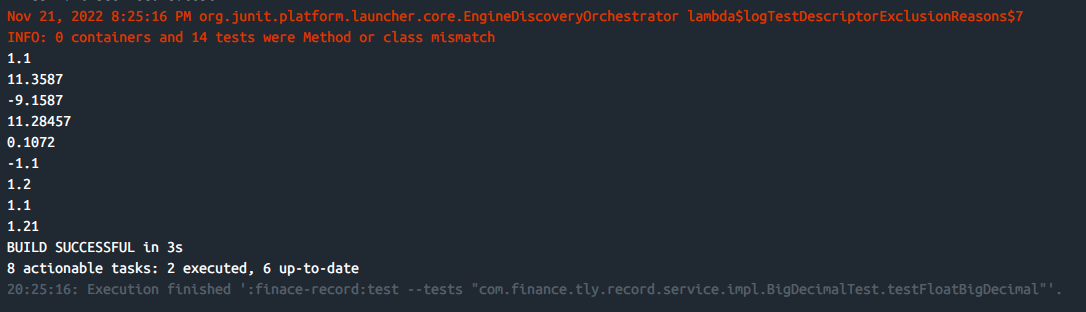 Nov 21, 2022 8:25:16 PM org.junit.platform.launcher.core.EngineDiscoveryOrchestrator lambda$logTestDescriptorExclusionReasons$7
INFO: 0 containers and 14 tests were Method or class mismatch
1.1
11.3587
-9.1587
11.28457
0.1072
-1.1
1.2
1.1
1.21
BUILD SUCCESSFUL in 3s
8 actionable tasks: 2 executed, 6 up-to-date
20:25:16: Execution finished ':finace-record:test --tests "com.finance.tly.record.service.impl.BigDecimalTest.testFloatBigDecimal"'.